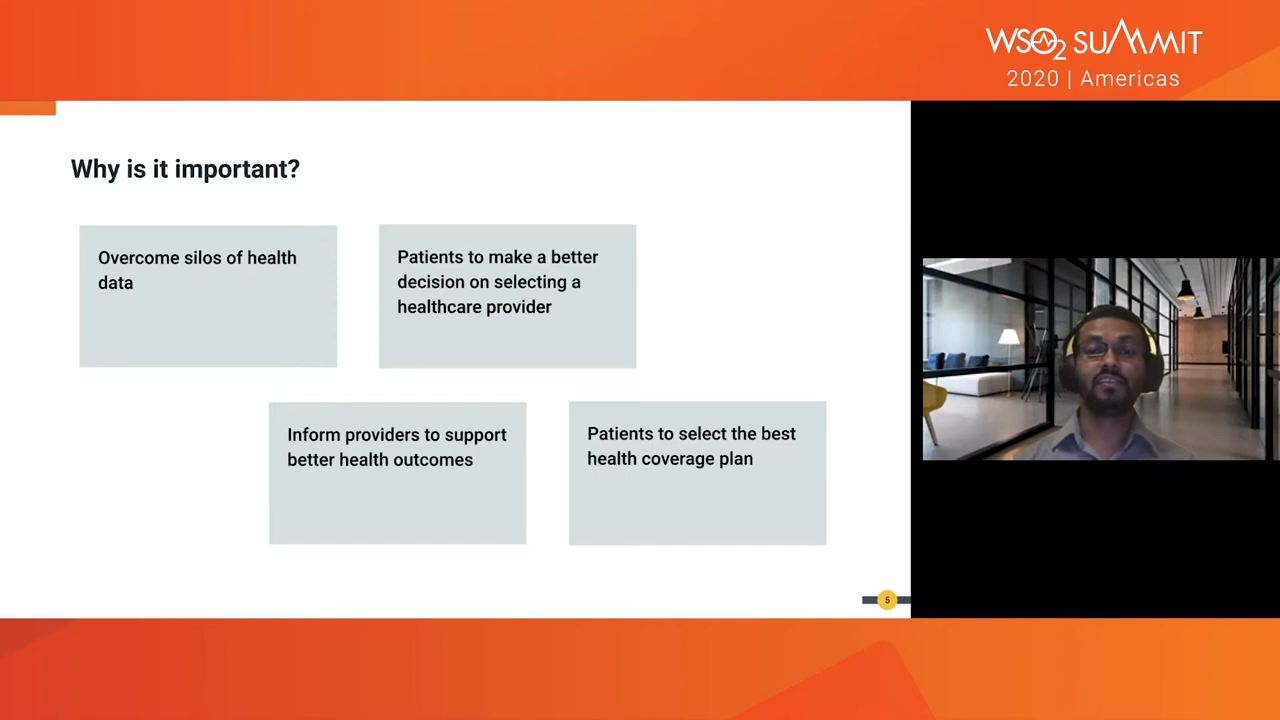 WSO2 SUMMIT
2020 | Americas
Why is it important?
Overcome silos of health
data
Patients to make a better
decision on selecting a
healthcare provider
Inform providers to support
better health outcomes
Patients to select the best
health coverage plan
5